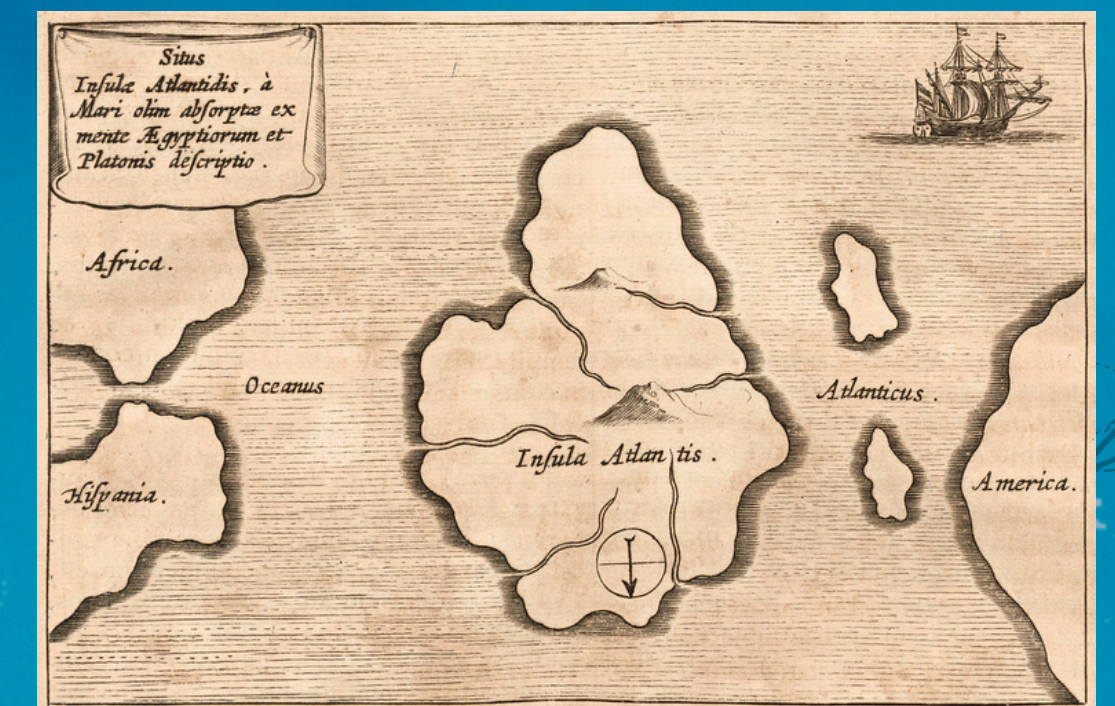 Situs
Inſulæ Atlantidis, à
Mari olim abſorptæ ex
mente Ægyptiorum et
Platonis deſcriptio.
Africa.
Oceanus
Atlanticus.
Inſula Atlantis.
Hiſpania.
America.